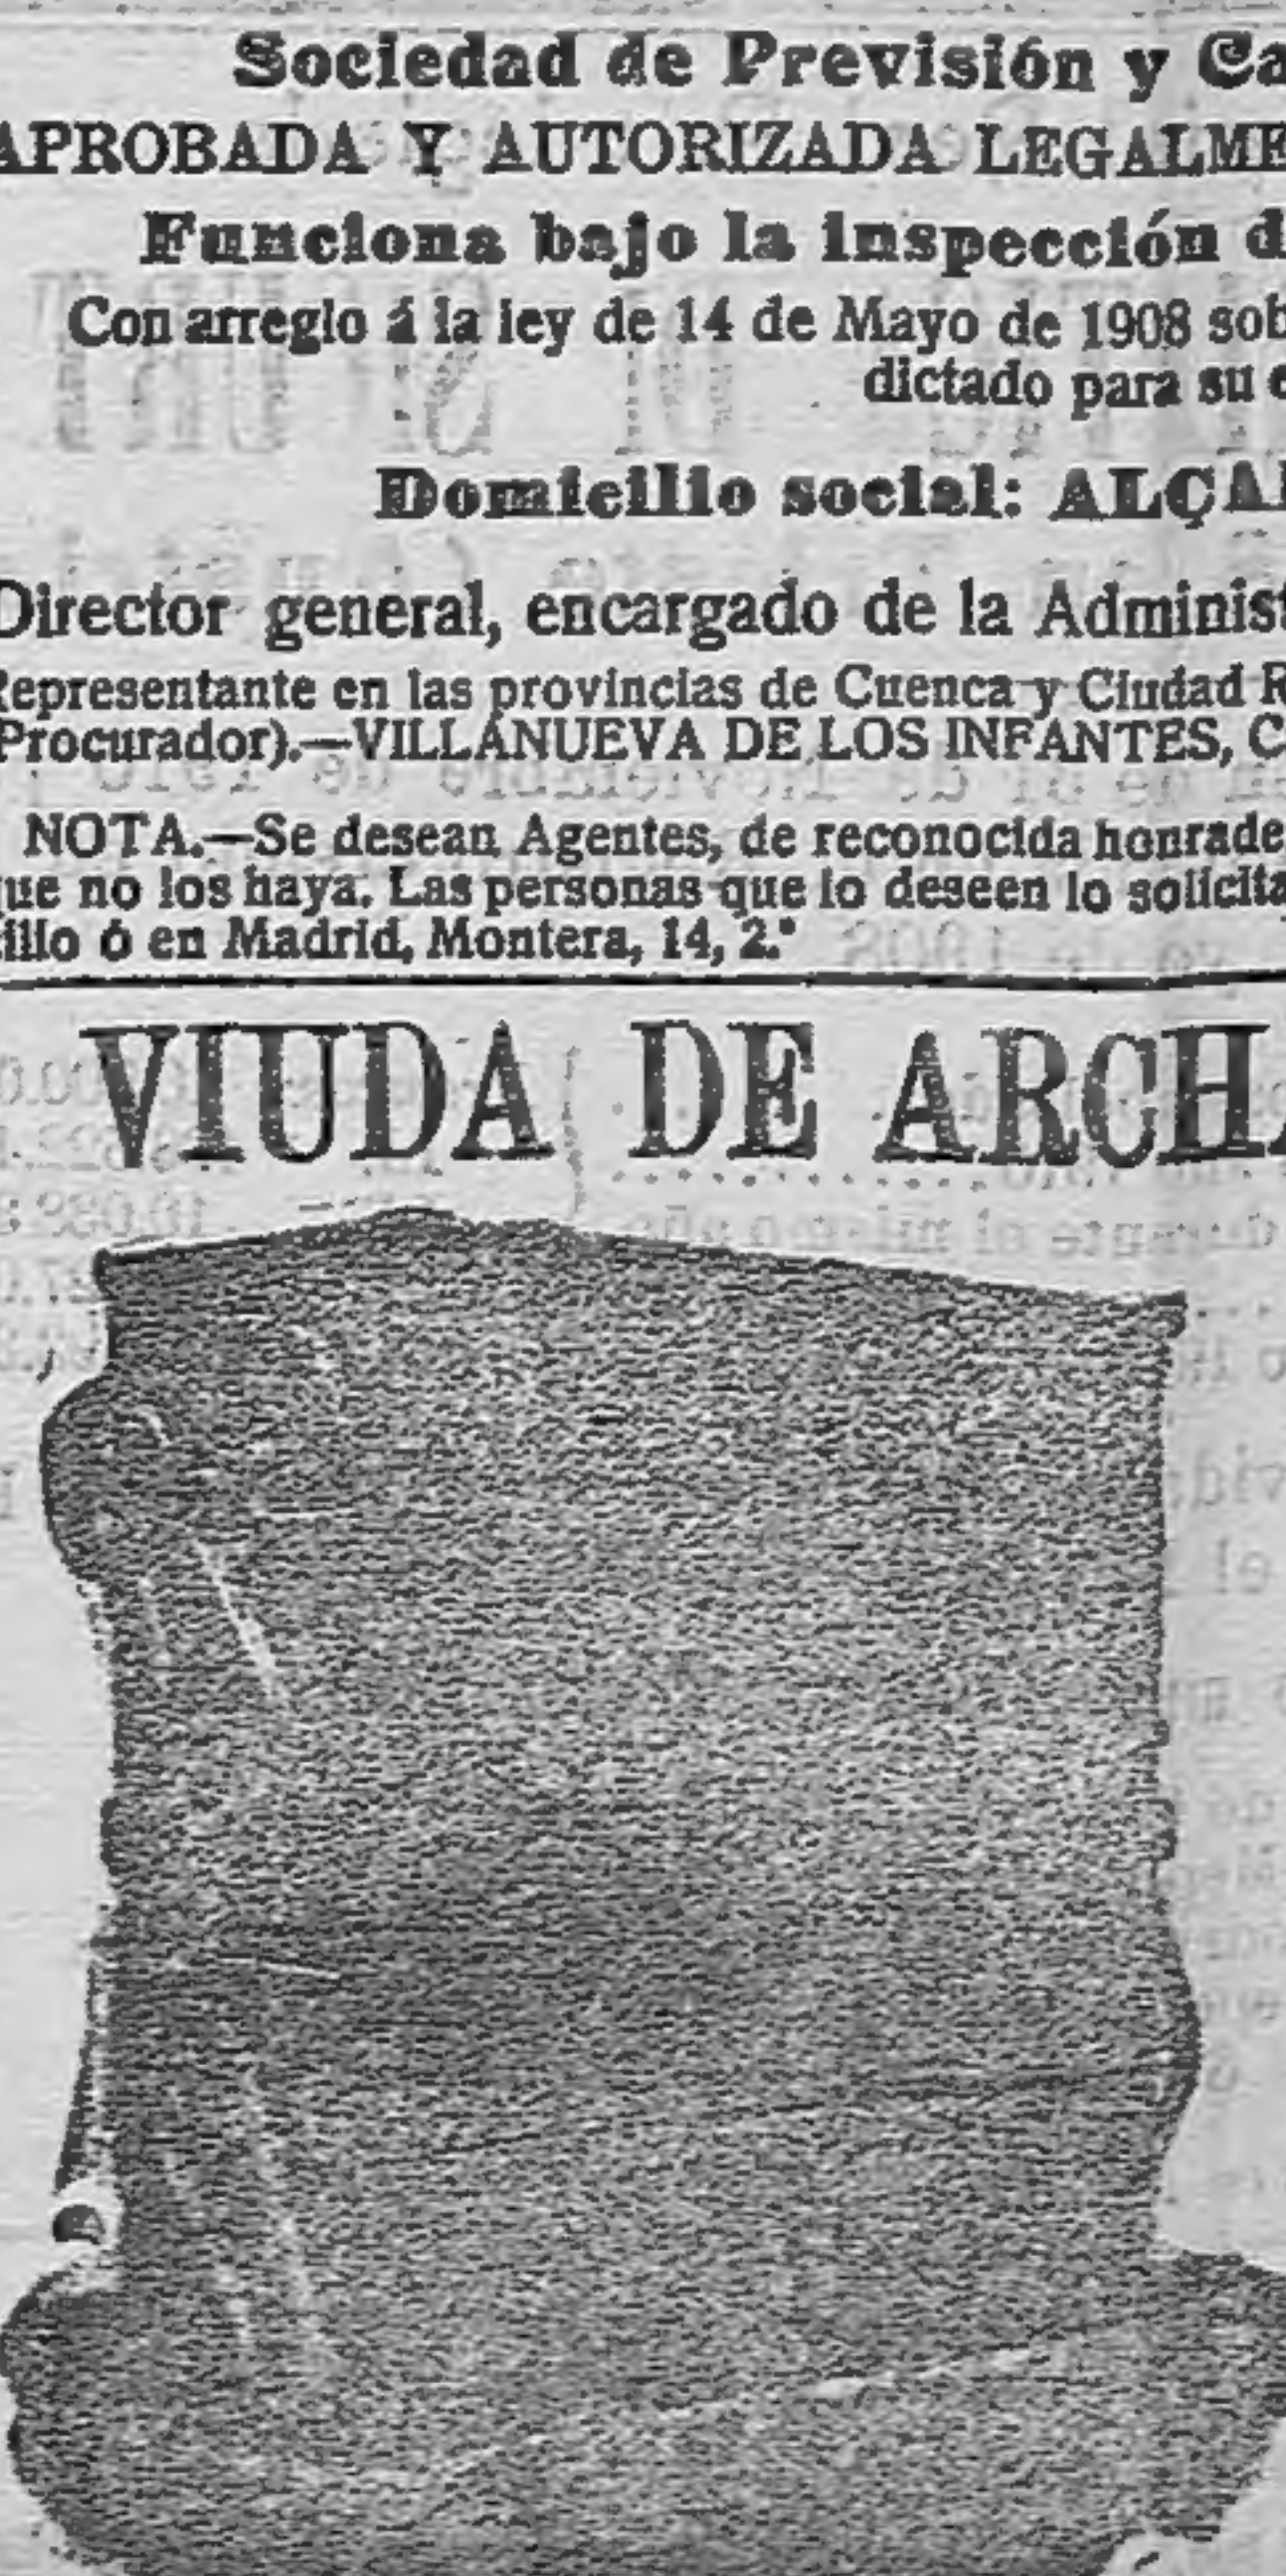 Sociedad de Previsión y Ca
APROBADA Y AUTORIZADA LEGALME
Funciona bajo la inspección d
Con arreglo á la ley de 14 de Mayo de 1908 sob
dictado para su e
Domicilio social: ALÇA
Director general, encargado de la Administ
Representante en las provincias de Cuenca y Ciudad R
Procurador).—VILLANUEVA DE LOS INFANTES, C
NOTA.—Se desean Agentes, de reconocida honrade
que no los haya. Las personas que lo deseen lo solicita
illo ó en Madrid, Montera, 14, 2.°
VIUDA DE ARCHA